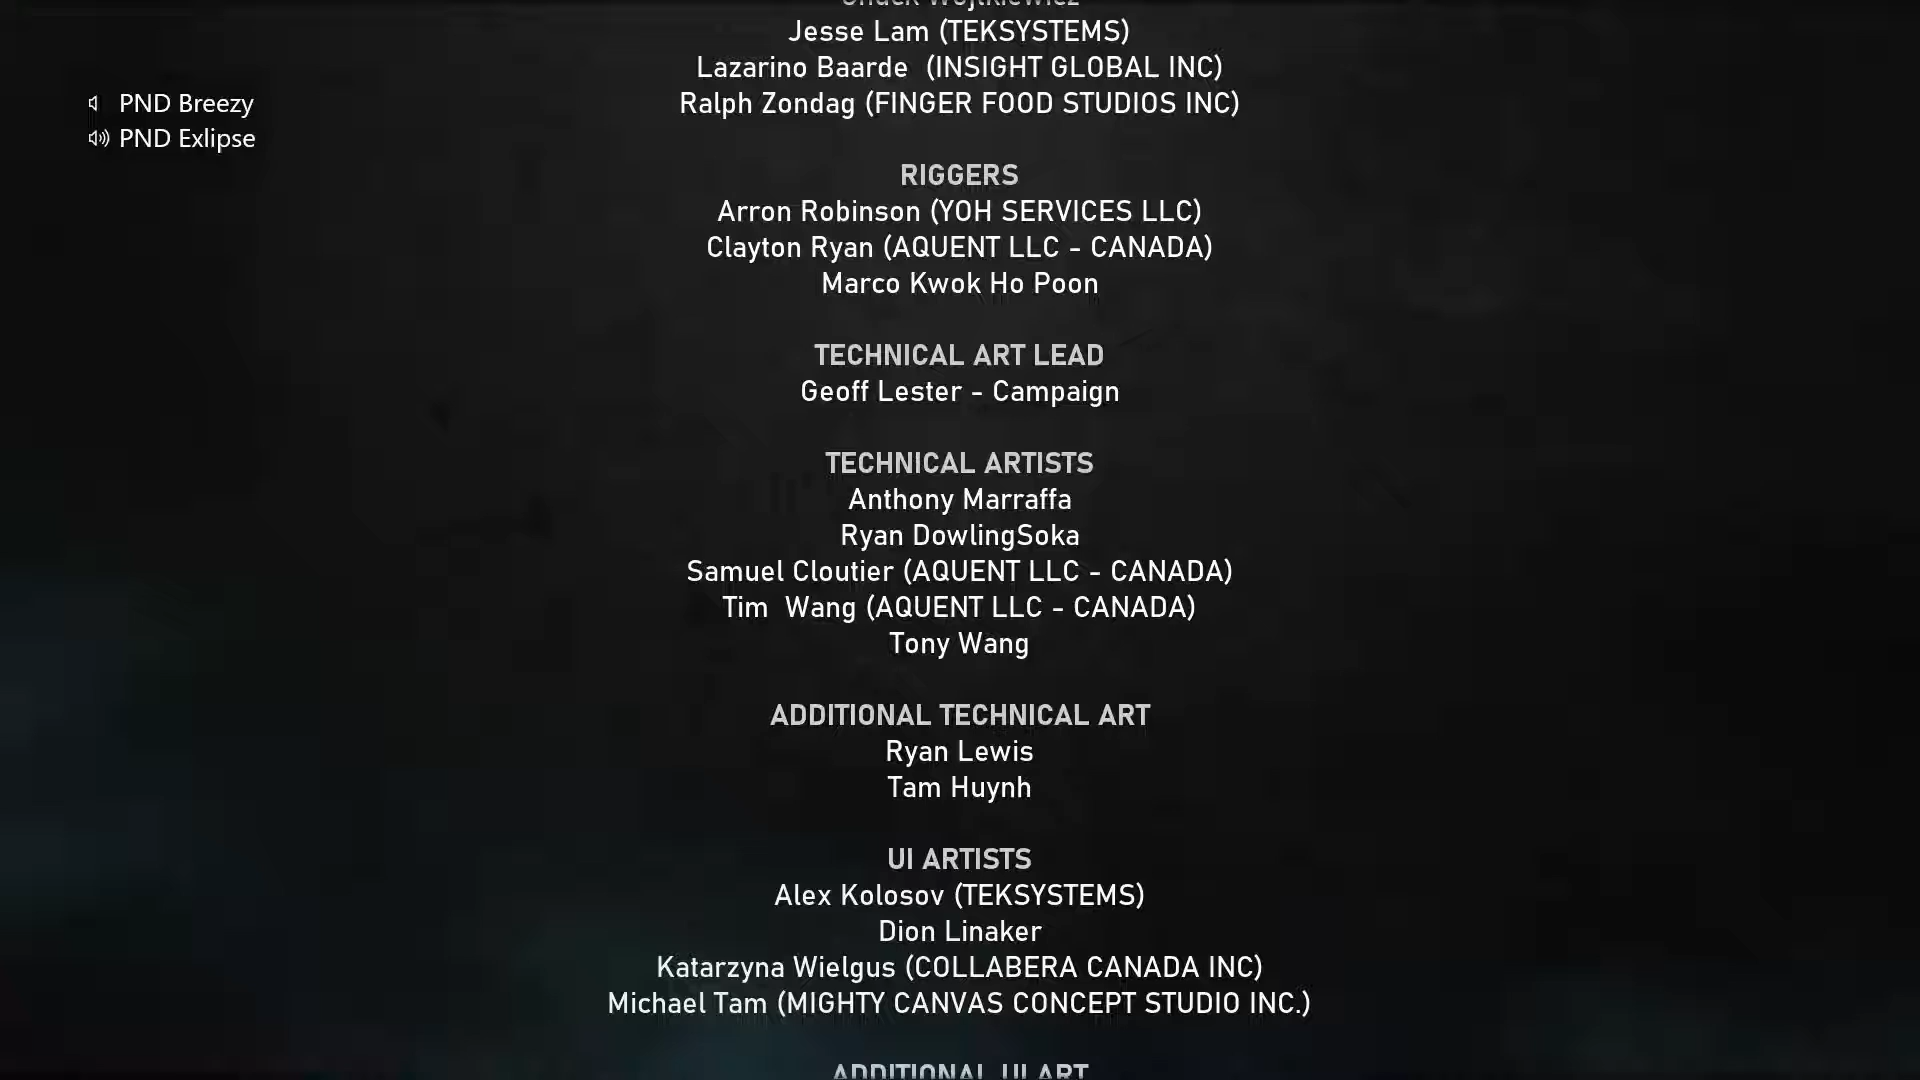 Jesse Lam (TEKSYSTEMS)
Lazarino Baarde  (INSIGHT GLOBAL INC)
Ralph Zondag (FINGER FOOD STUDIOS INC)
PND Breezy
PND Exlipse
RIGGERS
Arron Robinson (YOH SERVICES LLC)
Clayton Ryan (AQUENT LLC - CANADA)
Marco Kwok Ho Poon
TECHNICAL ART LEAD
Geoff Lester - Campaign
TECHNICAL ARTISTS
Anthony Marraffa
Ryan DowlingSoka
Samuel Cloutier (AQUENT LLC - CANADA)
Tim  Wang (AQUENT LLC - CANADA)
Tony Wang
ADDITIONAL TECHNICAL ART
Ryan Lewis
Tam Huynh
UI ARTISTS
Alex Kolosov (TEKSYSTEMS)
Dion Linaker
Katarzyna Wielgus (COLLABERA CANADA INC)
Michael Tam (MIGHTY CANVAS CONCEPT STUDIO INC.)
ADDITIONAL UI ART